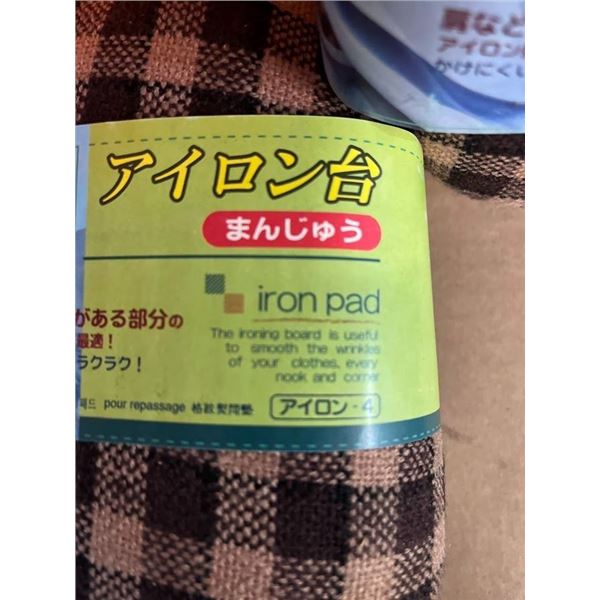 肩など
アイロン
かけにくい
アイロン台
まんじゅう
iron pad
がある部分の
最適！
ラクラク！
The ironing board is useful
to smooth the wrinkles
of your clothes, every
nook and corner
패드 pour repassage
アイロン-4